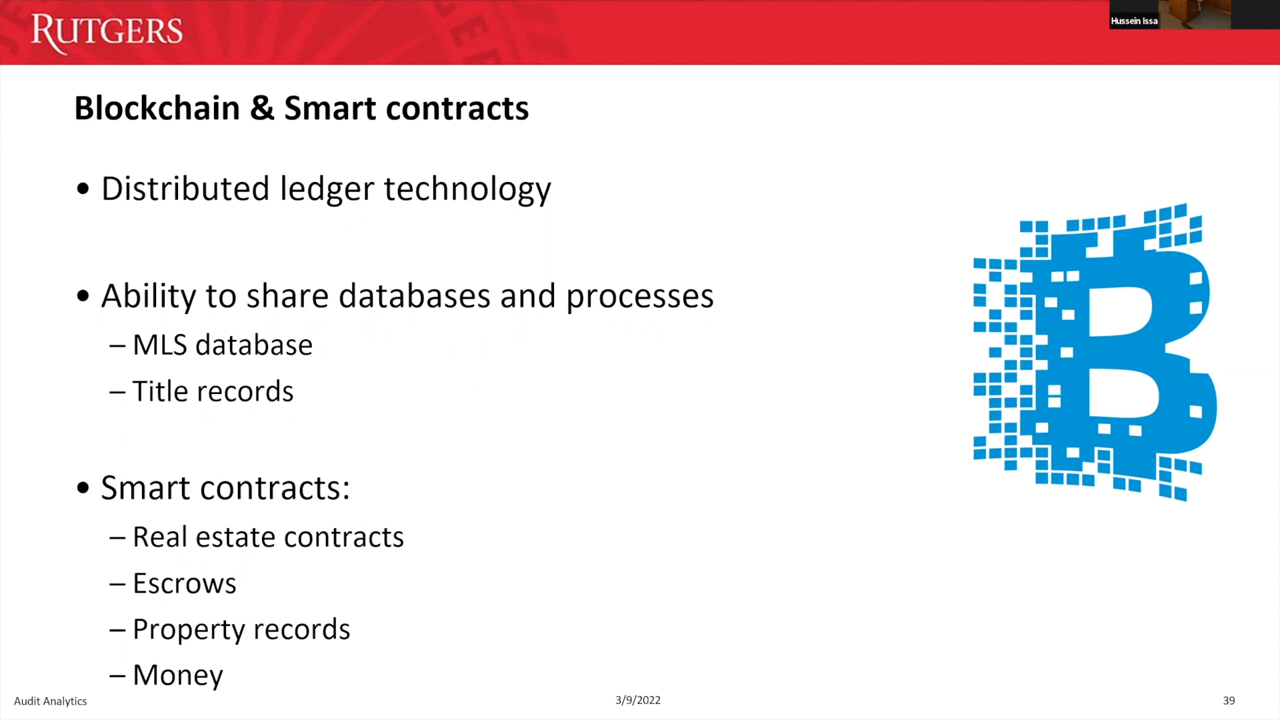 RUTGERS
Hussein Issa
Blockchain & Smart contracts
• Distributed ledger technology
• Ability to share databases and processes
– MLS database
– Title records
• Smart contracts:
– Real estate contracts
– Escrows
– Property records
– Money
Audit Analytics
3/9/2022
39